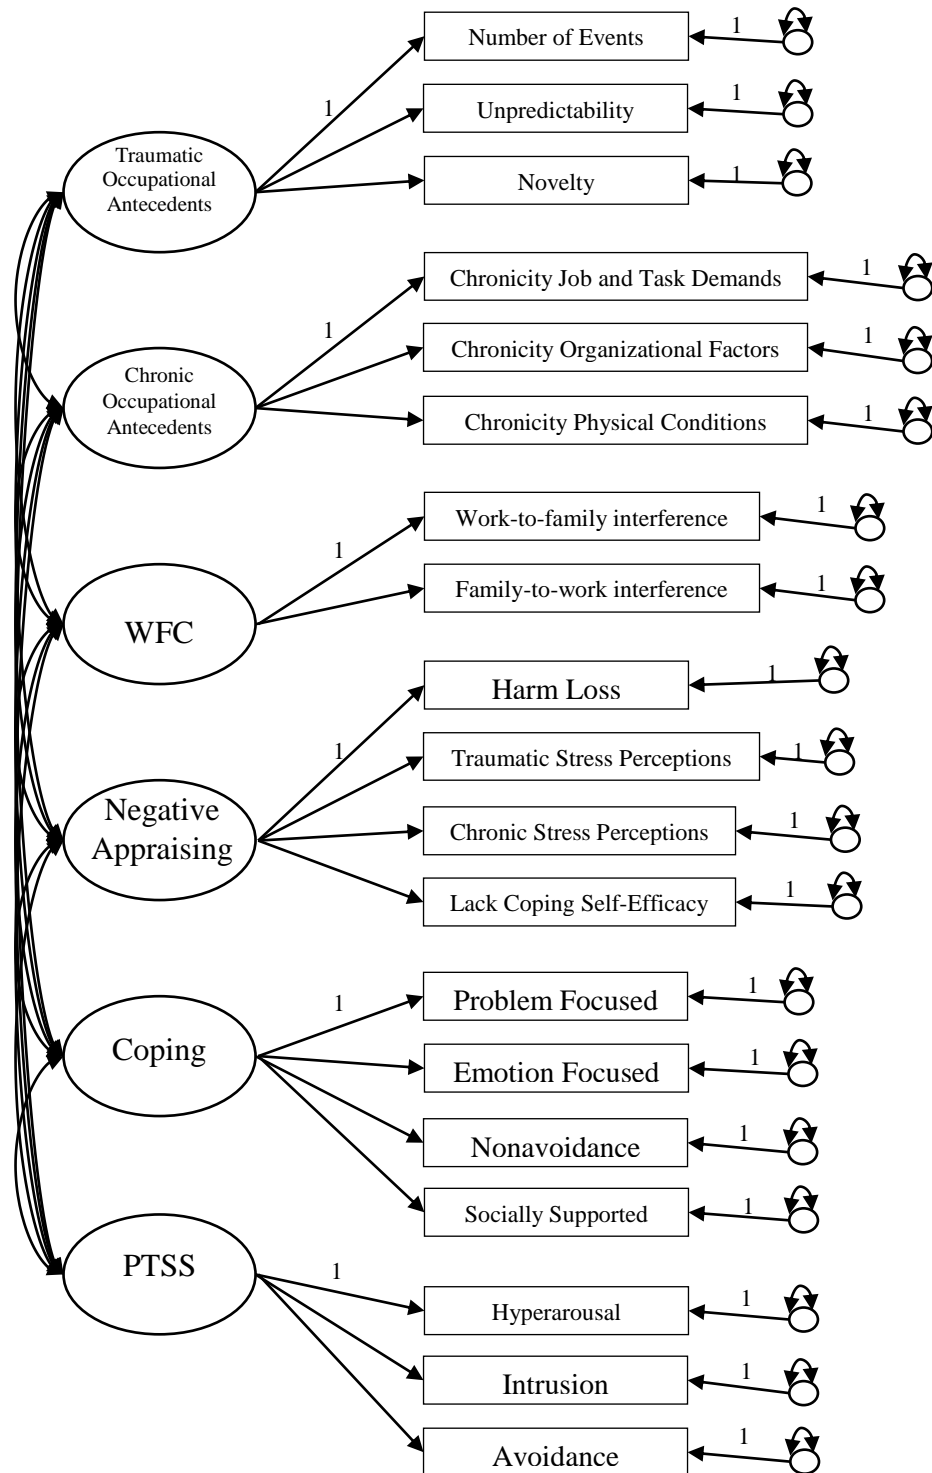 Number of Events
1
Unpredictability
1
1
Traumatic
Occupational
Antecedents
Novelty
1
Chronicity Job and Task Demands
1
Chronicity Organizational Factors
1
1
Chronic
Occupational
Antecedents
Chronicity Physical Conditions
1
Work-to-family interference
1
1
Family-to-work interference
1
WFC
Harm Loss
1
1
Traumatic Stress Perceptions
1
Negative
Appraising
Chronic Stress Perceptions
1
Lack Coping Self-Efficacy
1
Problem Focused
1
1
Coping
Emotion Focused
1
Nonavoidance
1
Socially Supported
1
PTSS
1
Hyperarousal
1
Intrusion
1
Avoidance
1